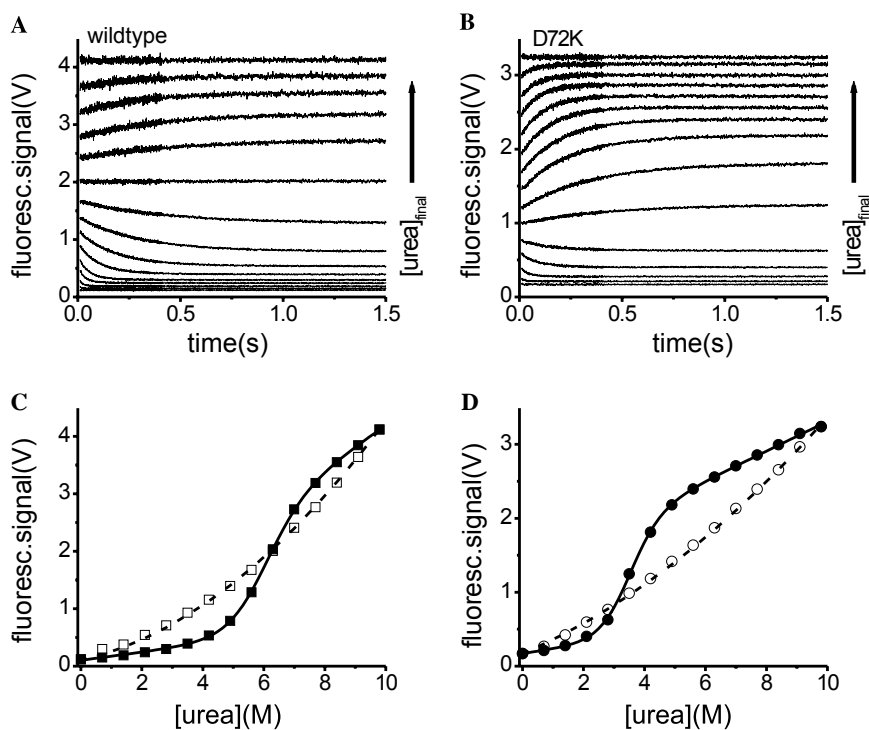 A
wildtype
fluoresc.signal(V)
4
3
2
1
0
0.0
0.5
1.0
1.5
time(s)
[urea]final
B
D72K
fluoresc.signal(V)
3
2
1
0
0.0
0.5
1.0
1.5
time(s)
[urea]final
C
fluoresc.signal(V)
4
3
2
1
0
0
2
4
6
8
10
[urea](M)
D
fluoresc.signal(V)
3
2
1
0
0
2
4
6
8
10
[urea](M)